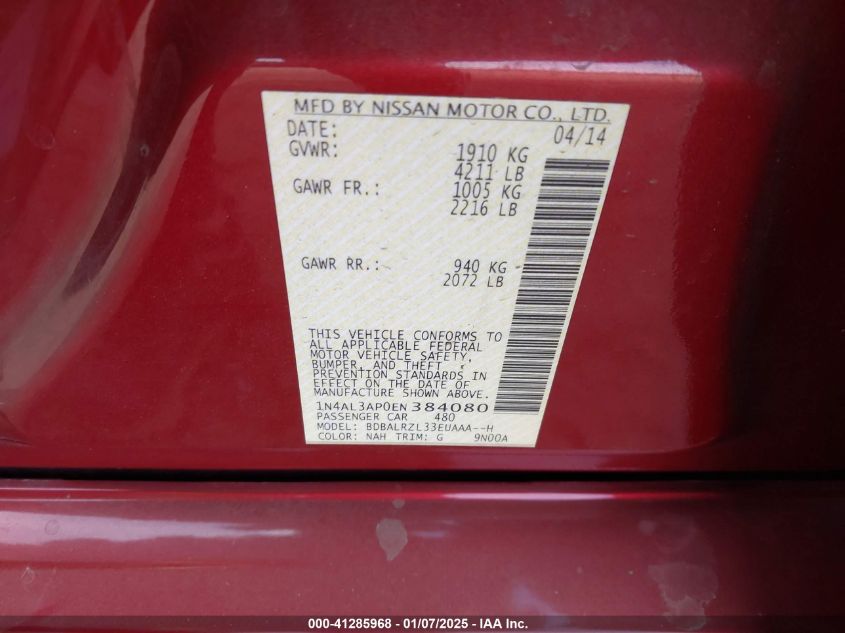 MFD BY NISSAN MOTOR CO., LTD.
DATE: 04/14
GVWR: 1910 KG
4211 LB
GAWR FR.: 1005 KG
2216 LB
GAWR RR.: 940 KG
2072 LB
THIS VEHICLE CONFORMS TO
ALL APPLICABLE FEDERAL
MOTOR VEHICLE SAFETY,
BUMPER, AND THEFT
PREVENTION STANDARDS IN
EFFECT ON THE DATE OF
MANUFACTURE SHOWN ABOVE.
1N4AL3AP0EN384080
PASSENGER CAR 480
MODEL: BDBALRZL33EUAAA--H
COLOR: NAH TRIM: G 9N00A
000-41285968 - 01/07/2025 - IAA Inc.